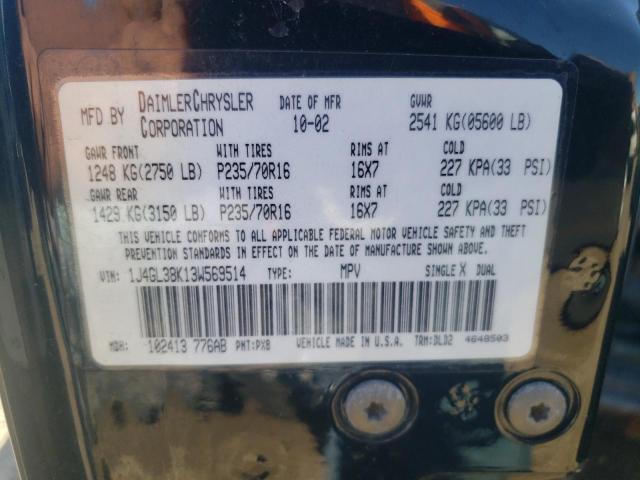 MFD BY DAIMLERCHRYSLER CORPORATION DATE OF MFR 10-02 GVWR 2541 KG(05600 LB)
GAWR FRONT WITH TIRES RIMS AT COLD
1248 KG(2750 LB) P235/70R16 16X7 227 KPA(33 PSI)
GAWR REAR WITH TIRES RIMS AT COLD
1429 KG(3150 LB) P235/70R16 16X7 227 KPA(33 PSI)
THIS VEHICLE CONFORMS TO ALL APPLICABLE FEDERAL MOTOR VEHICLE SAFETY AND THEFT
PREVENTION STANDARDS IN EFFECT ON THE DATE OF MANUFACTURE SHOWN ABOVE.
VIN: 1J4GL38K13W569514 TYPE: MPV SINGLE X DUAL
MDH: 102413 776AB PNT:PX8 VEHICLE MADE IN U.S.A. TRM:DLD2 4648503